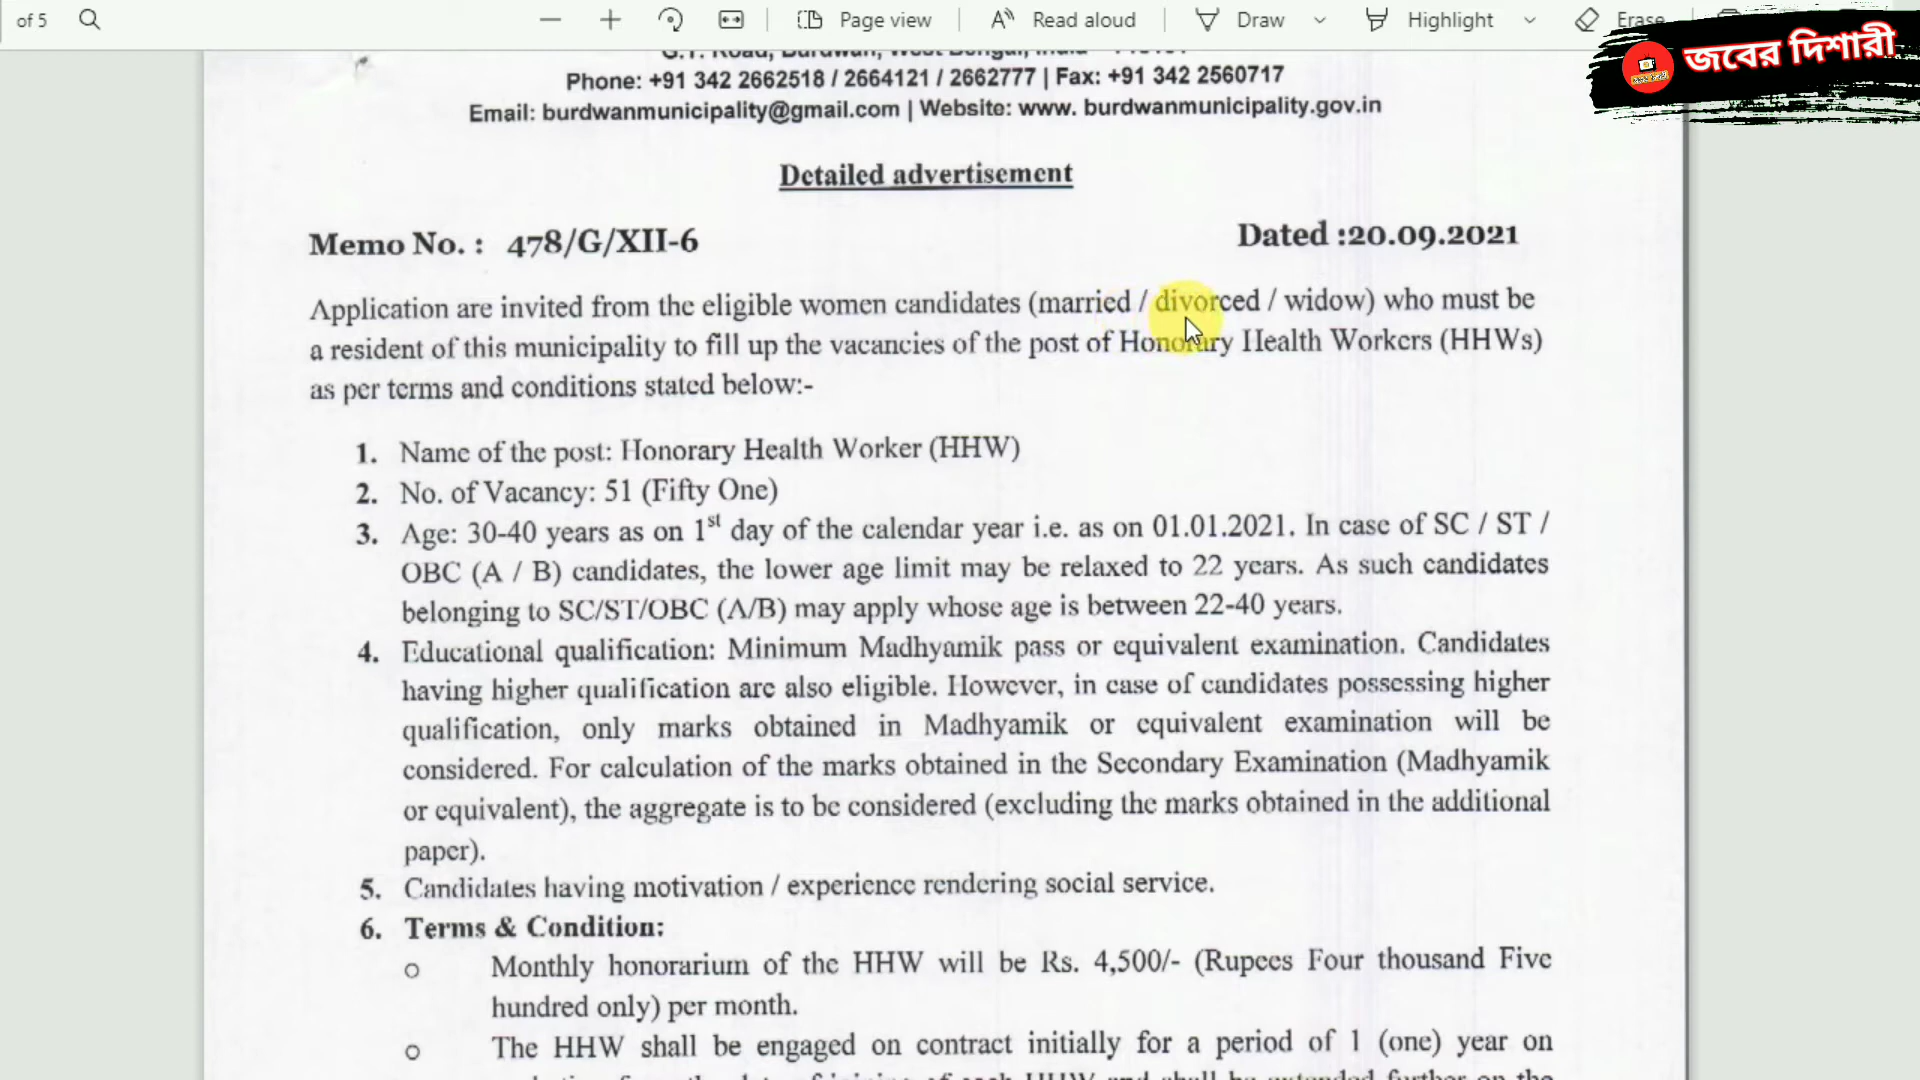 of 5
Page view
Read aloud
Draw
Highlight
Erase
জবের দিশারী
G.T. Road, Burdwan, West Bengal, India
Phone: +91 342 2662518 / 2664121 / 2662777 | Fax: +91 342 2560717
Email: burdwanmunicipality@gmail.com | Website: www. burdwanmunicipality.gov.in
Detailed advertisement
Memo No. : 478/G/XII-6 Dated :20.09.2021
Application are invited from the eligible women candidates (married / divorced / widow) who must be
a resident of this municipality to fill up the vacancies of the post of Honorary Health Workers (HHWs)
as per terms and conditions stated below:-
1. Name of the post: Honorary Health Worker (HHW)
2. No. of Vacancy: 51 (Fifty One)
3. Age: 30-40 years as on 1st day of the calendar year i.e. as on 01.01.2021. In case of SC / ST /
OBC (A / B) candidates, the lower age limit may be relaxed to 22 years. As such candidates
belonging to SC/ST/OBC (A/B) may apply whose age is between 22-40 years.
4. Educational qualification: Minimum Madhyamik pass or equivalent examination. Candidates
having higher qualification are also eligible. However, in case of candidates possessing higher
qualification, only marks obtained in Madhyamik or equivalent examination will be
considered. For calculation of the marks obtained in the Secondary Examination (Madhyamik
or equivalent), the aggregate is to be considered (excluding the marks obtained in the additional
paper).
5. Candidates having motivation / experience rendering social service.
6. Terms & Condition:
o Monthly honorarium of the HHW will be Rs. 4,500/- (Rupees Four thousand Five
hundred only) per month.
o The HHW shall be engaged on contract initially for a period of 1 (one) year on